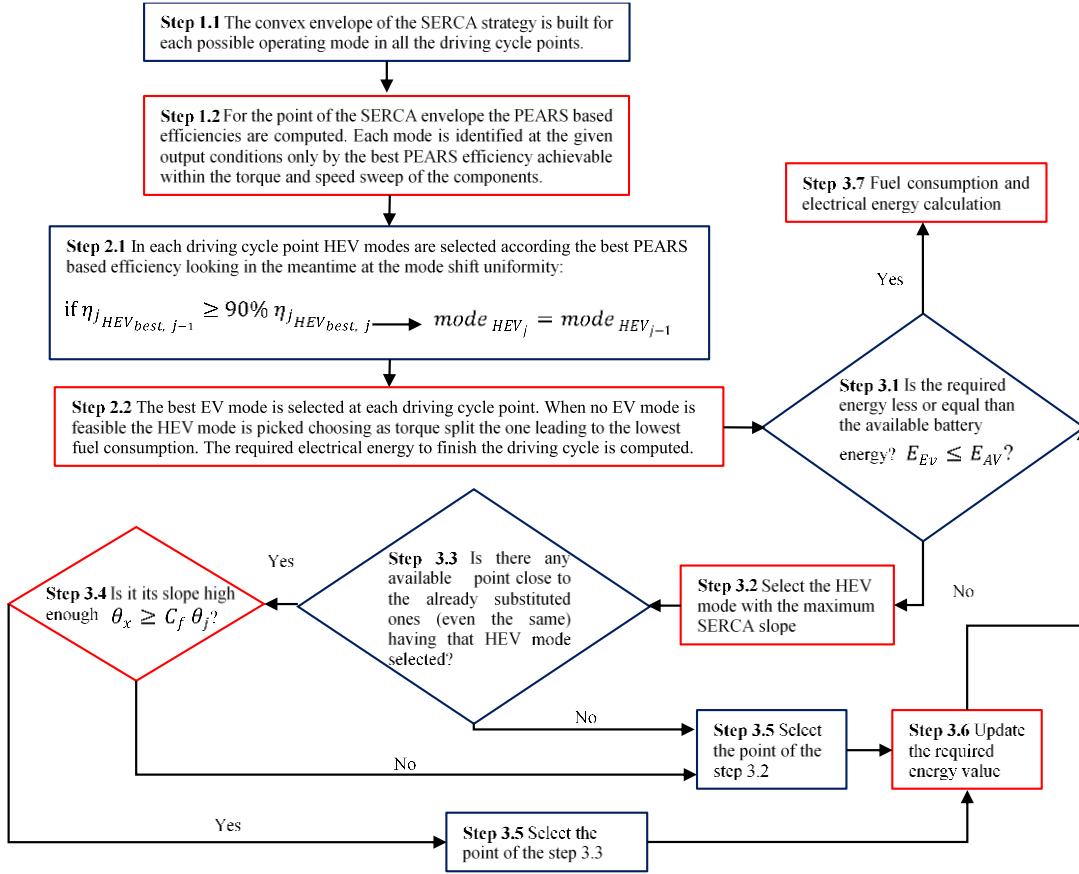 Step 1.1 The convex envelope of the SERCA strategy is built for
each possible operating mode in all the driving cycle points.
Step 1.2 For the point of the SERCA envelope the PEARS based
efficiencies are computed. Each mode is identified at the given
output conditions only by the best PEARS efficiency achievable
within the torque and speed sweep of the components.
Step 2.1 In each driving cycle point HEV modes are selected according the best PEARS
based efficiency looking in the meantime at the mode shift uniformity:
if η_{j_{HEV_{best, j−1}}} ≥ 90% η_{j_{HEV_{best, j}}} → mode_{HEV_j} = mode_{HEV_{j−1}}
Step 2.2 The best EV mode is selected at each driving cycle point. When no EV mode is
feasible the HEV mode is picked choosing as torque split the one leading to the lowest
fuel consumption. The required electrical energy to finish the driving cycle is computed.
Step 3.7 Fuel consumption and
electrical energy calculation
Yes
Step 3.1 Is the required
energy less or equal than
the available battery
energy? E_{Ev} ≤ E_{AV}?
No
Step 3.2 Select the HEV
mode with the maximum
SERCA slope
Step 3.3 Is there any
available point close to
the already substituted
ones (even the same)
having that HEV mode
selected?
Yes
Step 3.4 Is it its slope high
enough θ_x ≥ C_f θ_j?
No
No
Step 3.5 Select
the point of the
step 3.2
Step 3.6 Update
the required
energy value
Yes
Step 3.5 Select the
point of the step 3.3